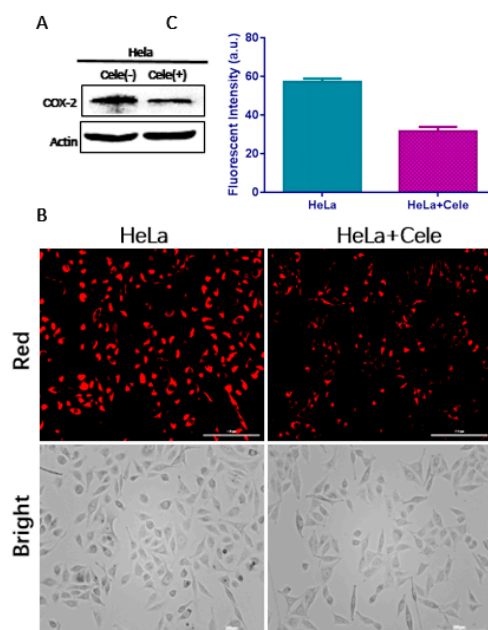 A
C
Hela
Cele(-) Cele(+)
COX-2
Actin
Fluorescent Intensity (a.u.)
80
60
40
20
0
HeLa
HeLa+Cele
B
HeLa
HeLa+Cele
Red
Bright